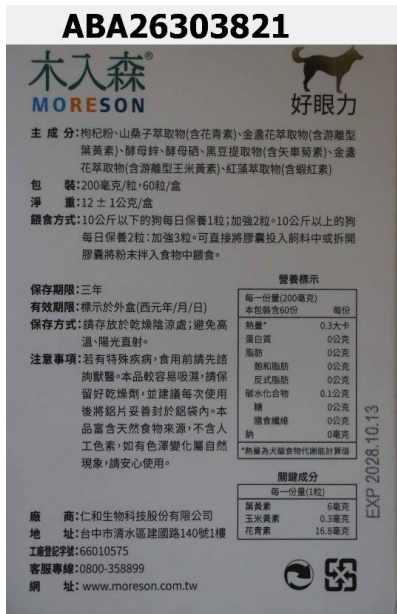 ABA26303821
木入森®
MORESON
好眼力
主成分:枸杞粉、山桑子萃取物(含花青素)、金盞花萃取物(含游離型
葉黃素)、酵母鋅、酵母硒、黑豆提取物(含矢車菊素)、金盞
花萃取物(含游離型玉米黃素)、紅藻萃取物(含蝦紅素)
包裝:200毫克/粒,60粒/盒
淨重:12 ± 1公克/盒
餵食方式:10公斤以下的狗每日保養1粒;加強2粒。10公斤以上的狗
每日保養2粒;加強3粒。可直接將膠囊投入飼料中或拆開
膠囊將粉末拌入食物中餵食。
保存期限:三年
有效期限:標示於外盒(西元年/月/日)
保存方式:請存放於乾燥陰涼處;避免高
溫、陽光直射。
注意事項:若有特殊疾病,食用前請先諮
詢獸醫。本品較容易吸濕,請保
留好乾燥劑,並建議每次使用
後將鋁片妥善封於鋁袋內。本
品富含天然食物來源,不含人
工色素,如有色澤變化屬自然
現象,請安心使用。
營養標示
每一份量(200毫克)
本包裝含60份 每份
熱量* 0.3大卡
蛋白質 0公克
脂肪 0公克
飽和脂肪 0公克
反式脂肪 0公克
碳水化合物 0.1公克
糖 0公克
膳食纖維 0公克
鈉 0毫克
*熱量為犬貓食物代謝能計算值
關鍵成分
每一份量(1粒)
葉黃素 6毫克
玉米黃素 0.3毫克
花青素 16.6毫克
EXP 2028.10.13
廠商:仁和生物科技股份有限公司
地址:台中市清水區建國路140號1樓
工廠登記字號:66010575
客服專線:0800-358899
網址:www.moreson.com.tw